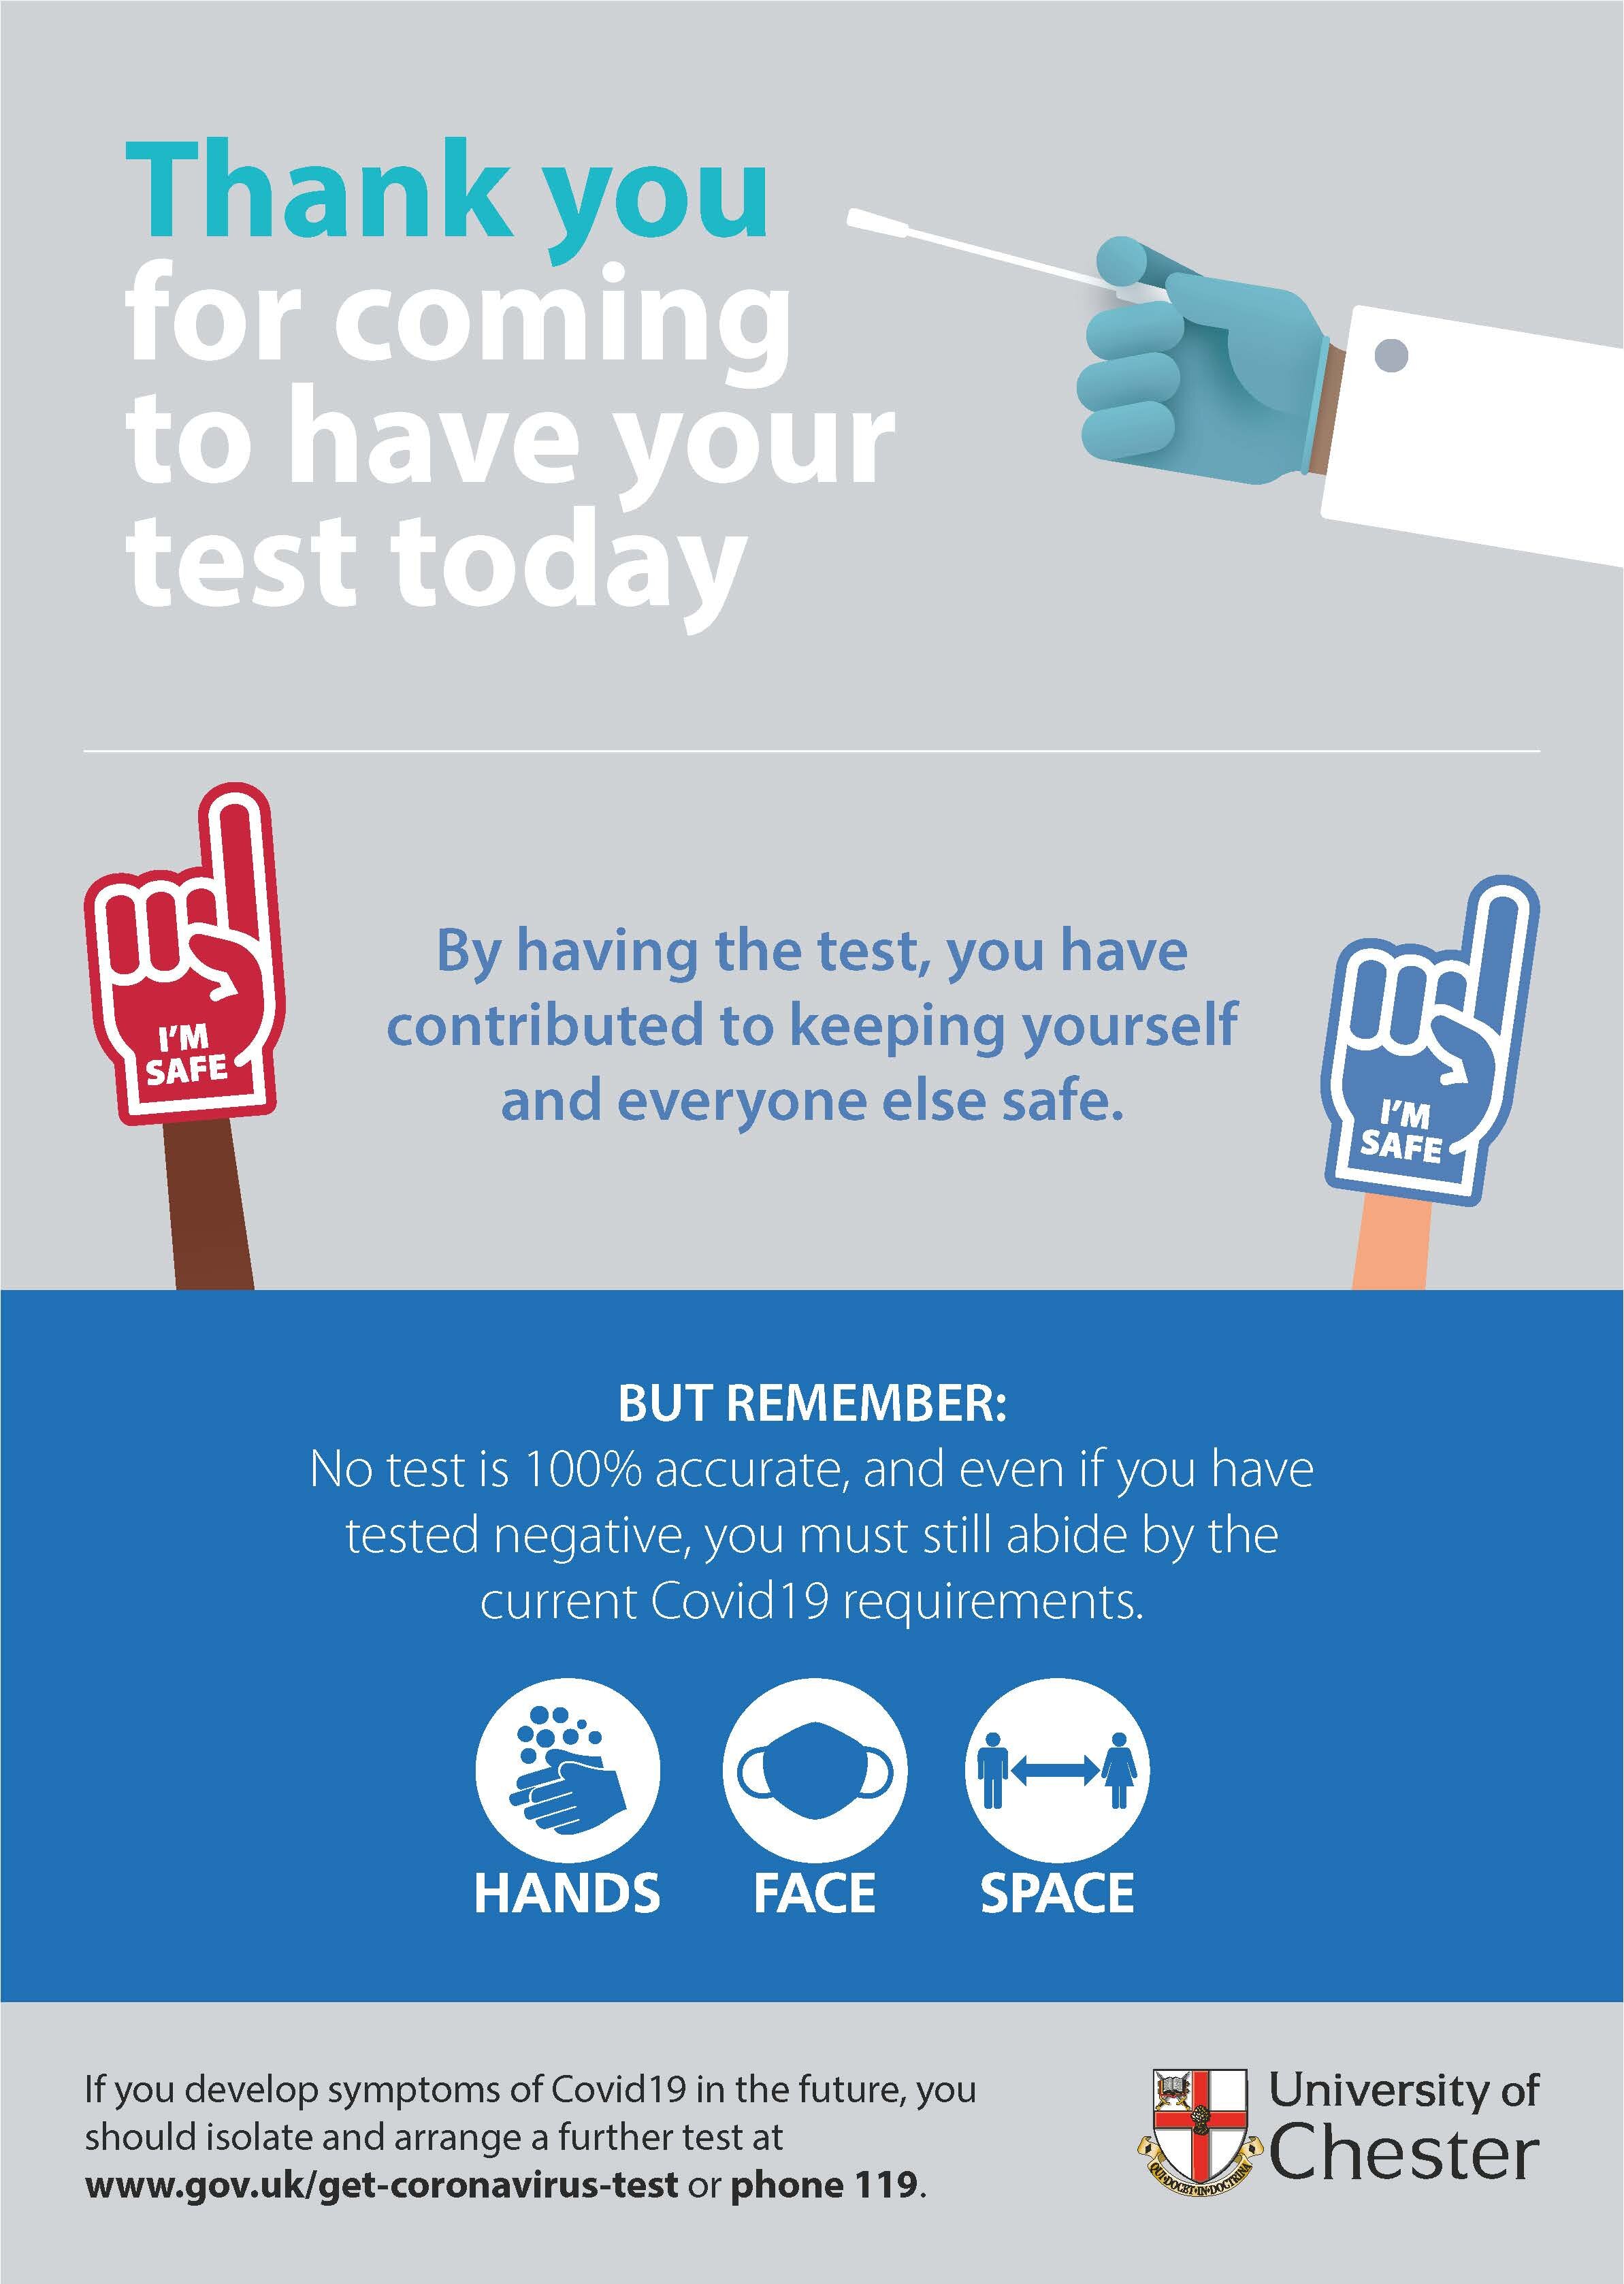 Thank you
for coming
to have your
test today
I'M
SAFE
By having the test, you have
contributed to keeping yourself
and everyone else safe.
I'M
SAFE
BUT REMEMBER:
No test is 100% accurate, and even if you have
tested negative, you must still abide by the
current Covid19 requirements.
HANDS FACE SPACE
If you develop symptoms of Covid19 in the future, you
should isolate and arrange a further test at
www.gov.uk/get-coronavirus-test or phone 119.
University of
Chester
QUI·DOCET·IN·DOCTRINA